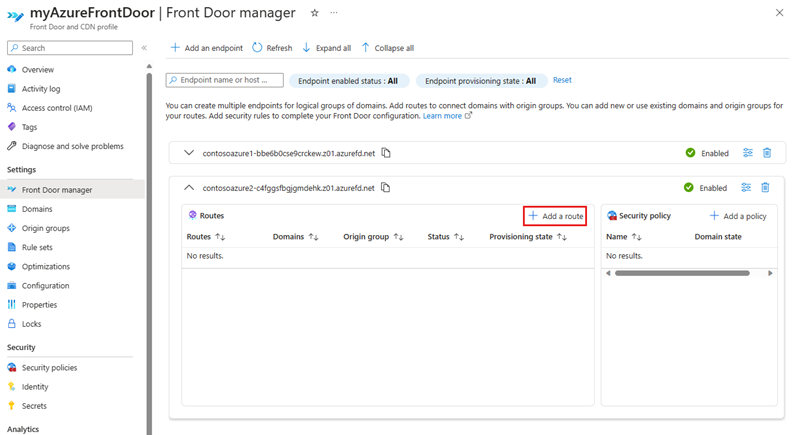 myAzureFrontDoor | Front Door manager
Front Door and CDN profile
Search
Overview
Activity log
Access control (IAM)
Tags
Diagnose and solve problems
Settings
Front Door manager
Domains
Origin groups
Rule sets
Optimizations
Configuration
Properties
Locks
Security
Security policies
Identity
Secrets
Analytics
Add an endpoint Refresh Expand all Collapse all
Endpoint name or host ... Endpoint enabled status : All Endpoint provisioning state : All Reset
You can create multiple endpoints for logical groups of domains. Add routes to connect domains with origin groups. You can add new or use existing domains and origin groups for
your routes. Add security rules to complete your Front Door configuration. Learn more
contosoazure1-bbe6b0cse9crckew.z01.azurefd.net Enabled
contosoazure2-c4fggsfbgjgmdehk.z01.azurefd.net Enabled
Routes Add a route
Routes Domains Origin group Status Provisioning state
No results.
Security policy Add a policy
Name Domain state
No results.